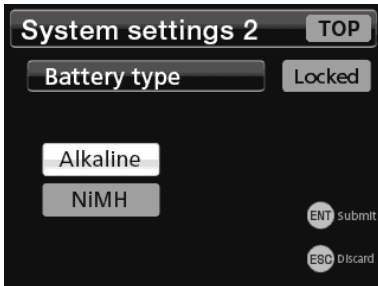 System settings 2 TOP
Battery type Locked
Alkaline
NiMH
ENT Submit
ESC Discard